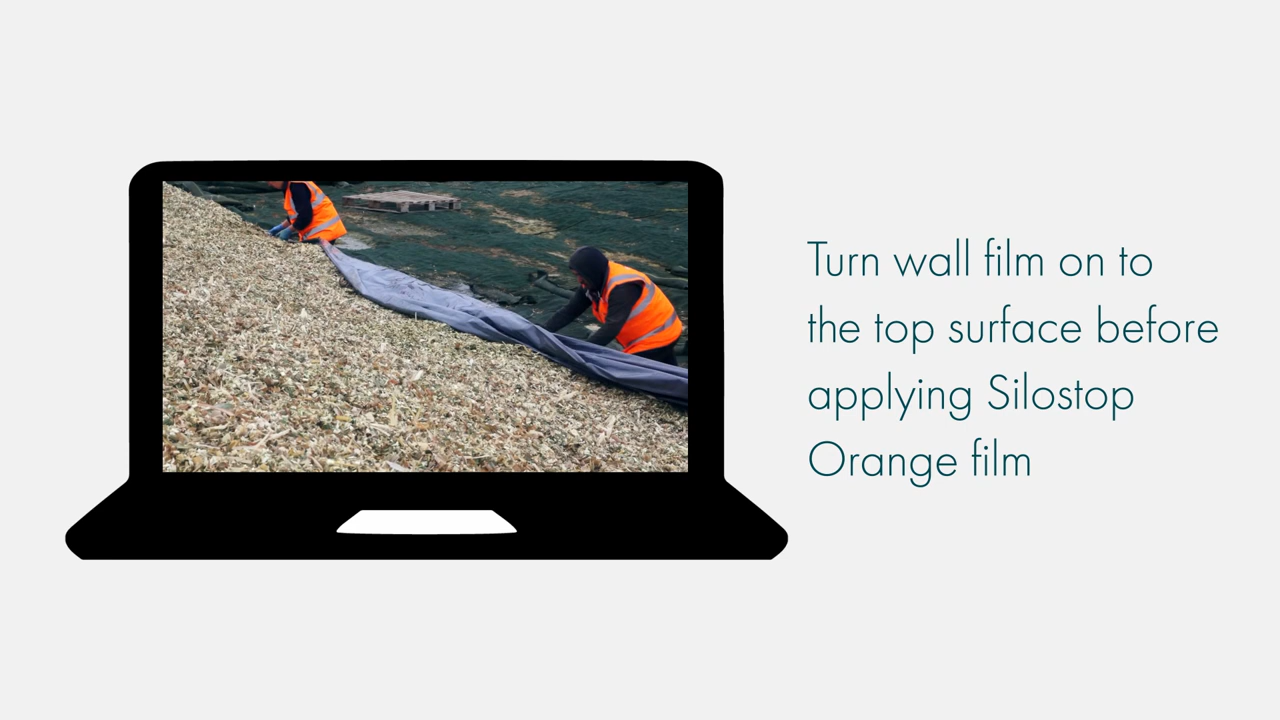 Turn wall film on to
the top surface before
applying Silostop
Orange film